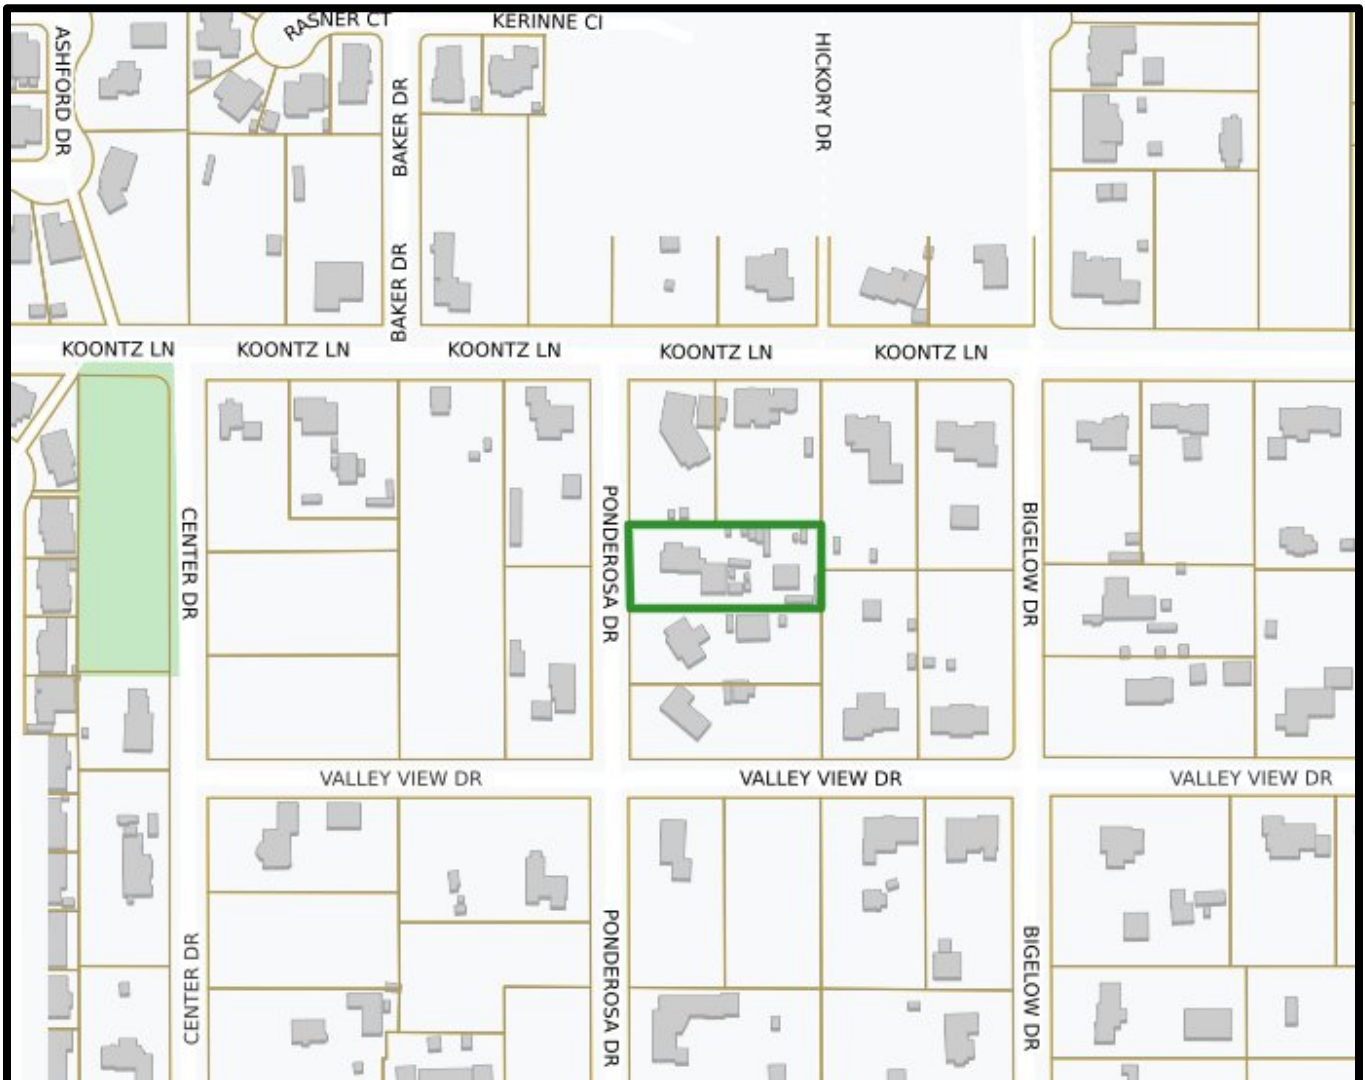 RASNER CT
KERINNE CI
ASHFORD DR
BAKER DR
HICKORY DR
BAKER DR
KOONTZ LN
KOONTZ LN
KOONTZ LN
KOONTZ LN
KOONTZ LN
CENTER DR
PONDEROSA DR
BIGELOW DR
VALLEY VIEW DR
VALLEY VIEW DR
VALLEY VIEW DR
CENTER DR
PONDEROSA DR
BIGELOW DR